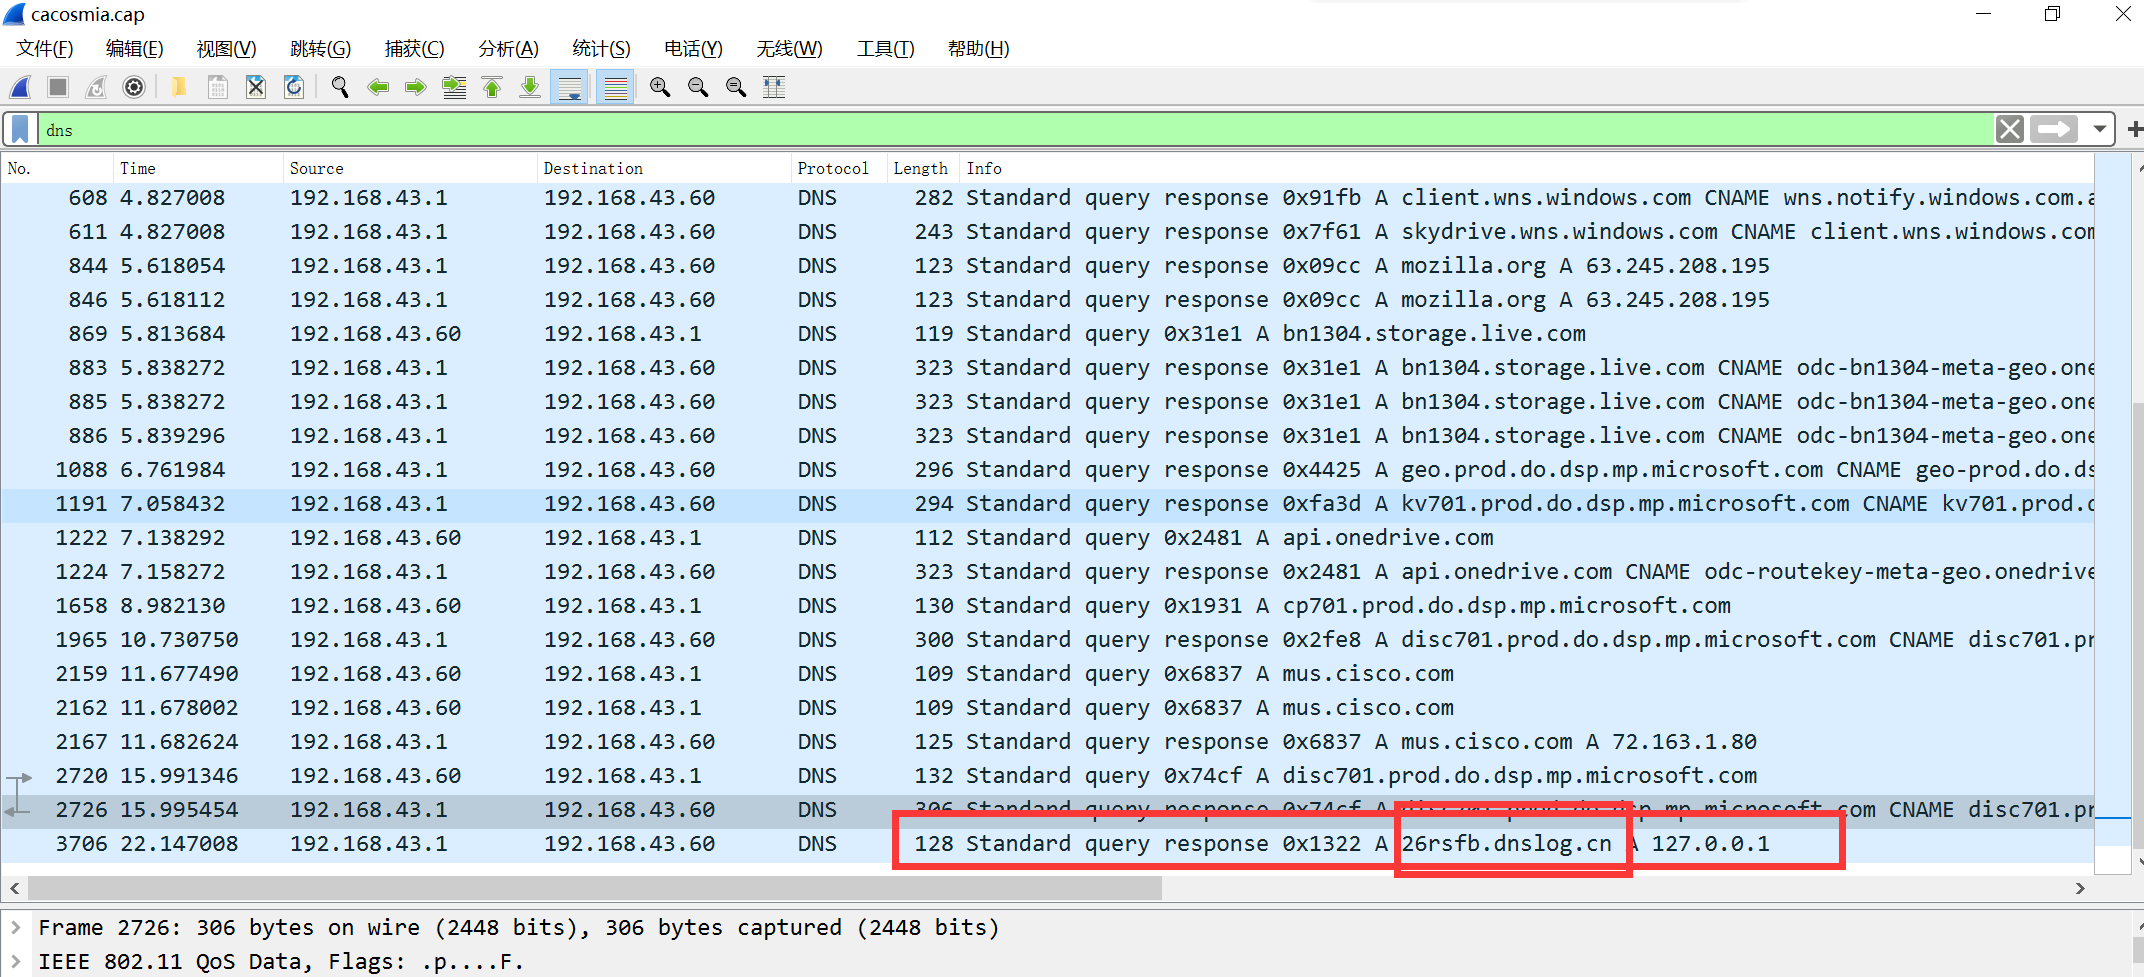 cacosmia.cap
文件(F) 编辑(E) 视图(V) 跳转(G) 捕获(C) 分析(A) 统计(S) 电话(Y) 无线(W) 工具(T) 帮助(H)
dns
No. Time Source Destination Protocol Length Info
608 4.827008 192.168.43.1 192.168.43.60 DNS 282 Standard query response 0x91fb A client.wns.windows.com CNAME wns.notify.windows.com.a
611 4.827008 192.168.43.1 192.168.43.60 DNS 243 Standard query response 0x7f61 A skydrive.wns.windows.com CNAME client.wns.windows.com
844 5.618054 192.168.43.1 192.168.43.60 DNS 123 Standard query response 0x09cc A mozilla.org A 63.245.208.195
846 5.618112 192.168.43.1 192.168.43.60 DNS 123 Standard query response 0x09cc A mozilla.org A 63.245.208.195
869 5.813684 192.168.43.60 192.168.43.1 DNS 119 Standard query 0x31e1 A bn1304.storage.live.com
883 5.838272 192.168.43.1 192.168.43.60 DNS 323 Standard query response 0x31e1 A bn1304.storage.live.com CNAME odc-bn1304-meta-geo.one
885 5.838272 192.168.43.1 192.168.43.60 DNS 323 Standard query response 0x31e1 A bn1304.storage.live.com CNAME odc-bn1304-meta-geo.one
886 5.839296 192.168.43.1 192.168.43.60 DNS 323 Standard query response 0x31e1 A bn1304.storage.live.com CNAME odc-bn1304-meta-geo.one
1088 6.761984 192.168.43.1 192.168.43.60 DNS 296 Standard query response 0x4425 A geo.prod.do.dsp.mp.microsoft.com CNAME geo-prod.do.ds
1191 7.058432 192.168.43.1 192.168.43.60 DNS 294 Standard query response 0xfa3d A kv701.prod.do.dsp.mp.microsoft.com CNAME kv701.prod.d
1222 7.138292 192.168.43.60 192.168.43.1 DNS 112 Standard query 0x2481 A api.onedrive.com
1224 7.158272 192.168.43.1 192.168.43.60 DNS 323 Standard query response 0x2481 A api.onedrive.com CNAME odc-routekey-meta-geo.onedrive
1658 8.982130 192.168.43.60 192.168.43.1 DNS 130 Standard query 0x1931 A cp701.prod.do.dsp.mp.microsoft.com
1965 10.730750 192.168.43.1 192.168.43.60 DNS 300 Standard query response 0x2fe8 A disc701.prod.do.dsp.mp.microsoft.com CNAME disc701.pr
2159 11.677490 192.168.43.60 192.168.43.1 DNS 109 Standard query 0x6837 A mus.cisco.com
2162 11.678002 192.168.43.60 192.168.43.1 DNS 109 Standard query 0x6837 A mus.cisco.com
2167 11.682624 192.168.43.1 192.168.43.60 DNS 125 Standard query response 0x6837 A mus.cisco.com A 72.163.1.80
2720 15.991346 192.168.43.60 192.168.43.1 DNS 132 Standard query 0x74cf A disc701.prod.do.dsp.mp.microsoft.com
2726 15.995454 192.168.43.1 192.168.43.60 DNS 306 Standard query response 0x74cf A disc701.prod.do.dsp.mp.microsoft.com CNAME disc701.pr
3706 22.147008 192.168.43.1 192.168.43.60 DNS 128 Standard query response 0x1322 A 26rsfb.dnslog.cn A 127.0.0.1
Frame 2726: 306 bytes on wire (2448 bits), 306 bytes captured (2448 bits)
IEEE 802.11 QoS Data, Flags: .p....F.